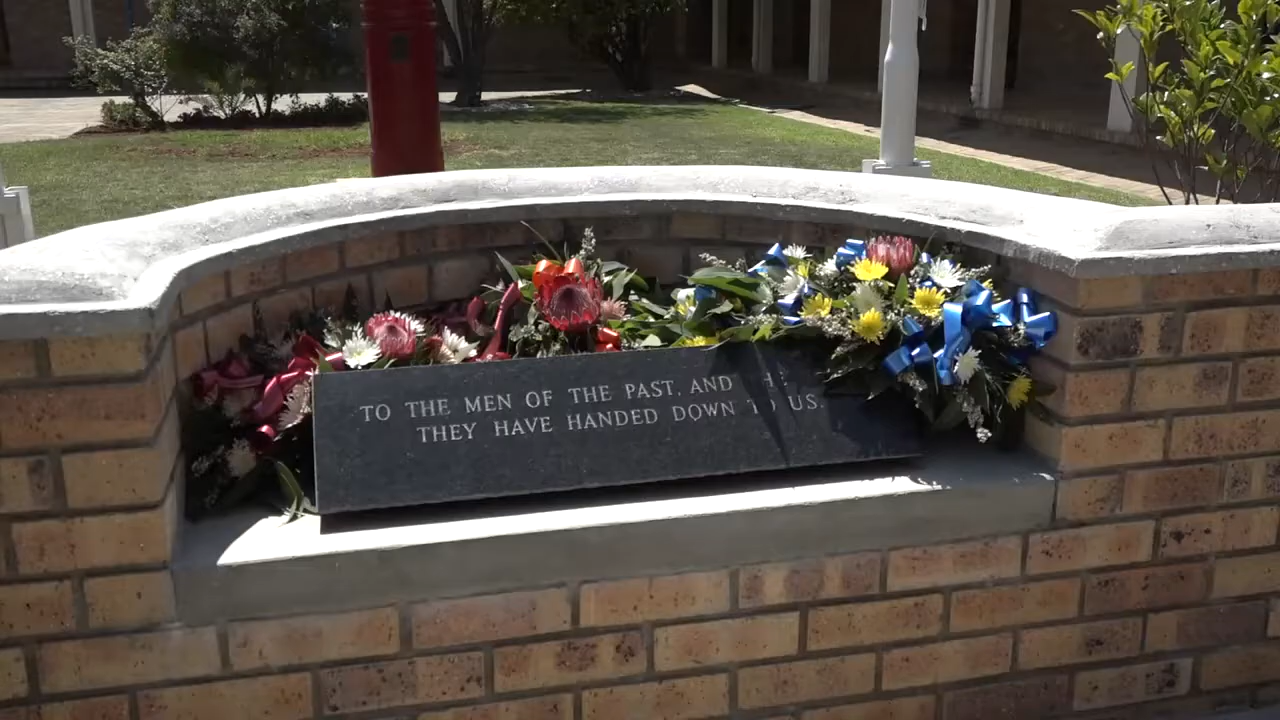 TO THE MEN OF THE PAST, AND
THEY HAVE HANDED DOWN TO US.